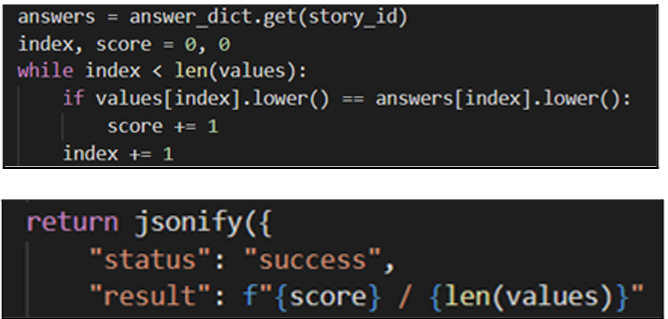 answers = answer_dict.get(story_id)
index, score = 0, 0
while index < len(values):
    if values[index].lower() == answers[index].lower():
        score += 1
    index += 1
return jsonify({
    "status": "success",
    "result": f"{score} / {len(values)}"